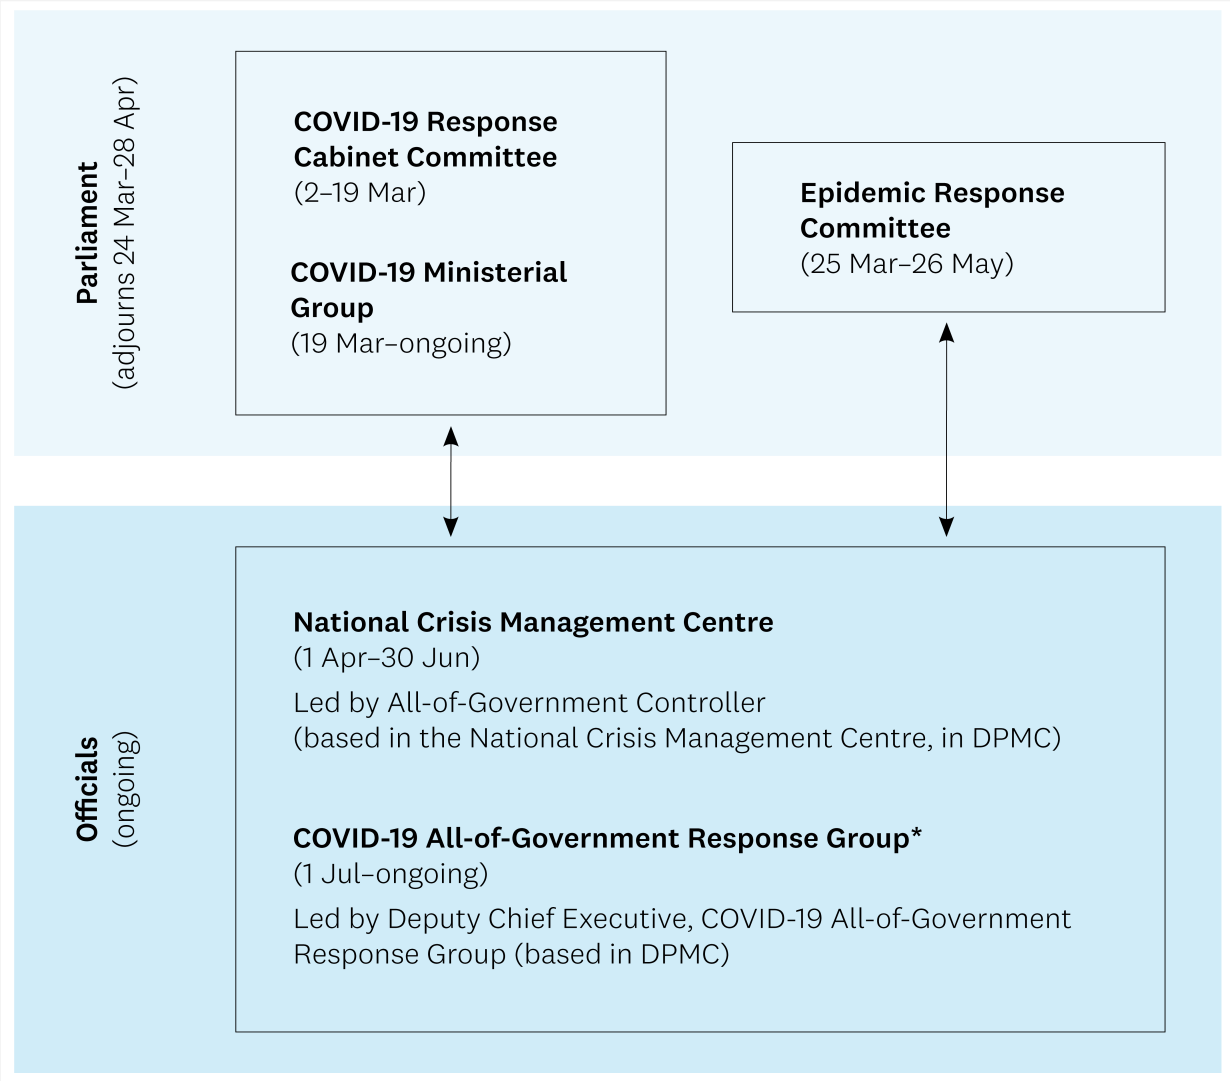 Parliament
(adjourns 24 Mar–28 Apr)
COVID-19 Response
Cabinet Committee
(2–19 Mar)
COVID-19 Ministerial
Group
(19 Mar–ongoing)
Epidemic Response
Committee
(25 Mar–26 May)
Officials
(ongoing)
National Crisis Management Centre
(1 Apr–30 Jun)
Led by All-of-Government Controller
(based in the National Crisis Management Centre, in DPMC)
COVID-19 All-of-Government Response Group*
(1 Jul–ongoing)
Led by Deputy Chief Executive, COVID-19 All-of-Government
Response Group (based in DPMC)